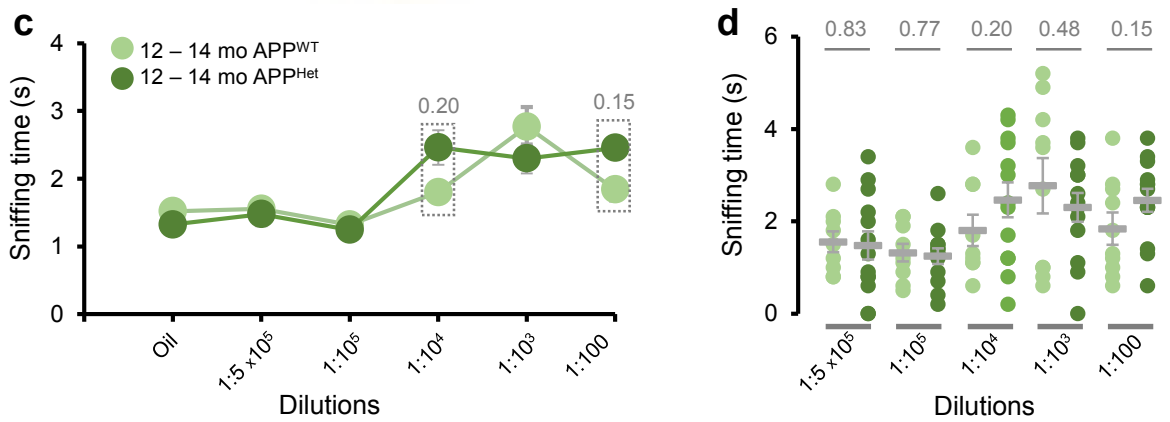 c
4
3
2
1
0
Sniffing time (s)
12 – 14 mo APPᵂᵀ
12 – 14 mo APPᴴᵉᵗ
0.20
0.15
Oil
1:5 x10⁵
1:10⁵
1:10⁴
1:10³
1:100
Dilutions
d
0.83 0.77 0.20 0.48 0.15
6
4
2
0
Sniffing time (s)
1:5 x10⁵
1:10⁵
1:10⁴
1:10³
1:100
Dilutions